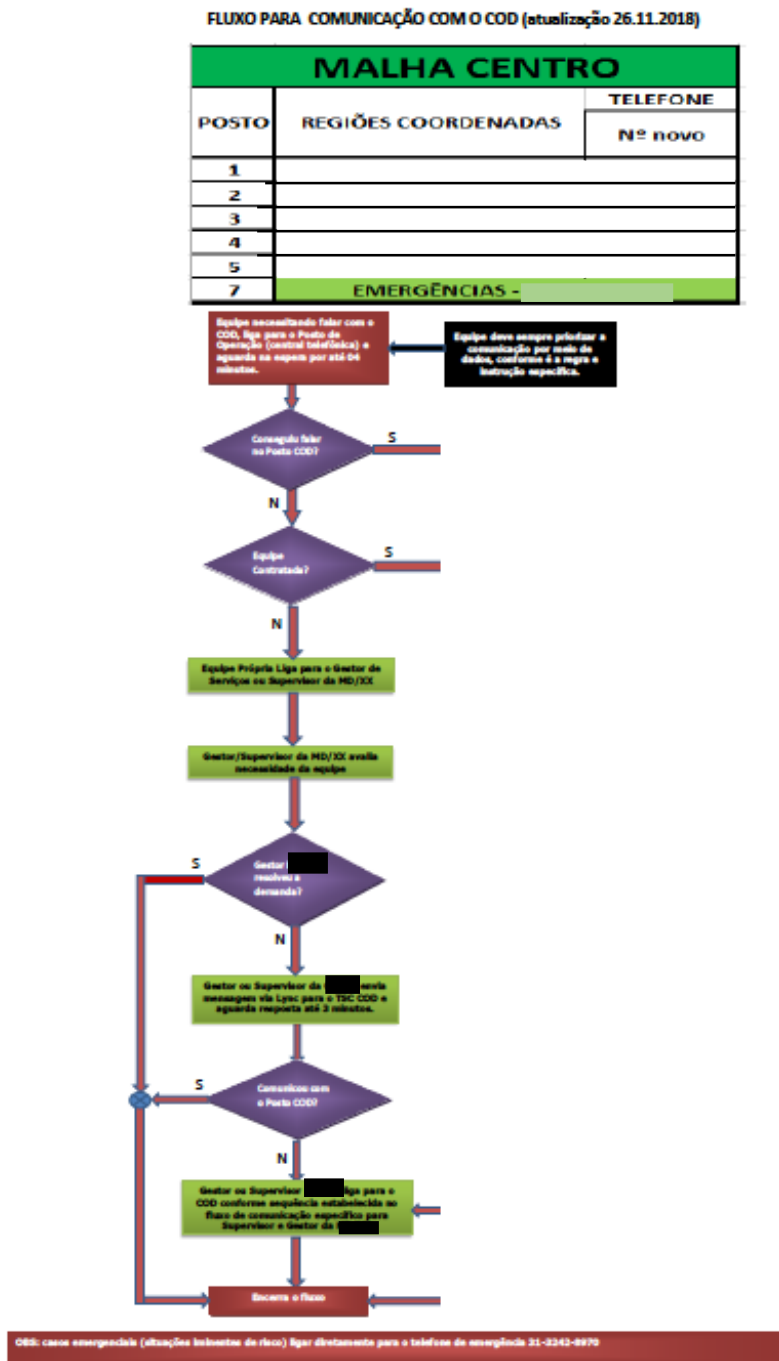 FLUXO PARA COMUNICAÇÃO COM O COD (atualização 26.11.2018)
MALHA CENTRO
POSTO
REGIÕES COORDENADAS
TELEFONE
Nº novo
1
2
3
4
5
7
EMERGÊNCIAS -
Equipe necessitando falar com o
COD, liga para o Posto de
Operação (central telefônica) e
aguarda na espera por até 04
minutos.
Equipe deve sempre priorizar a
comunicação por meio de
dados, conforme é a regra e
instrução específica.
Conseguiu falar
no Posto COD?
S
N
Equipe
Contratada?
S
N
Equipe Própria Liga para o Gestor de
Serviços ou Supervisor da MD/XX
Gestor/Supervisor da MD/XX avalia
necessidade da equipe
S
Gestor
resolveu a
demanda?
N
Gestor ou Supervisor da envia
mensagem via Lync para o TSC COD e
aguarda resposta até 3 minutos.
S
Comunicou com
o Posto COD?
N
Gestor ou Supervisor liga para o
COD conforme sequência estabelecida no
fluxo de comunicação específico para
Supervisor e Gestor da
Encerra o fluxo
OBS: casos emergenciais (situações iminentes de risco) ligar diretamente para o telefone de emergência 31-3242-8970